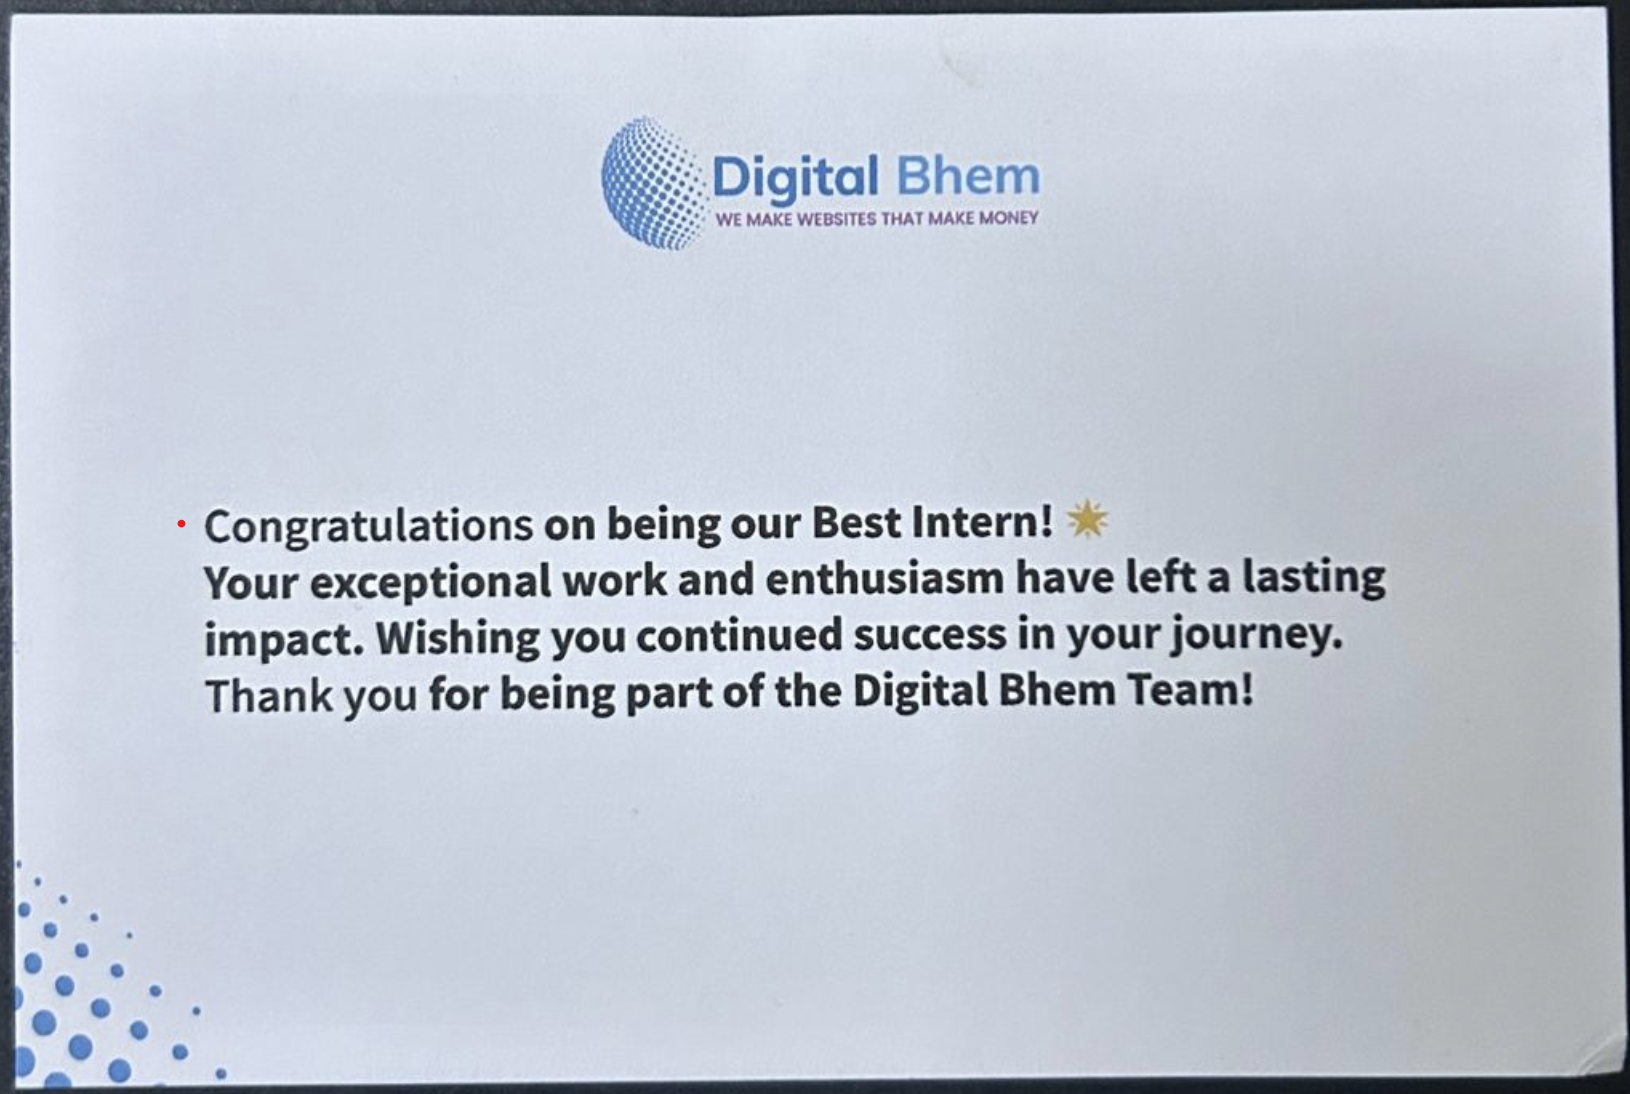 Digital Bhem
WE MAKE WEBSITES THAT MAKE MONEY
Congratulations on being our Best Intern! 🌟
Your exceptional work and enthusiasm have left a lasting
impact. Wishing you continued success in your journey.
Thank you for being part of the Digital Bhem Team!